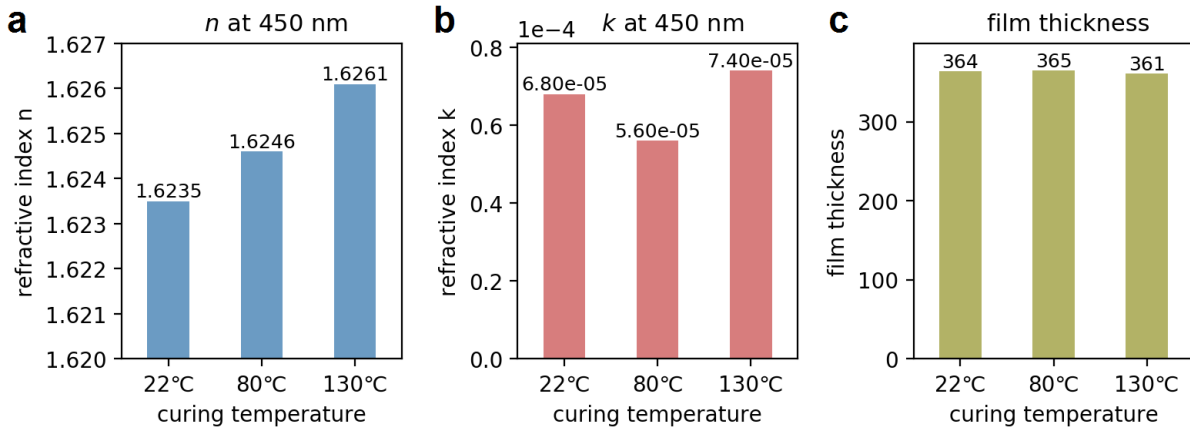 a
n at 450 nm
1.627
1.626
1.625
1.624
1.623
1.622
1.621
1.620
refractive index n
1.6235
1.6246
1.6261
22℃
80℃
130℃
curing temperature
b
k at 450 nm
1e−4
0.8
0.6
0.4
0.2
0.0
refractive index k
6.80e-05
5.60e-05
7.40e-05
22℃
80℃
130℃
curing temperature
c
film thickness
300
200
100
0
film thickness
364
365
361
22℃
80℃
130℃
curing temperature